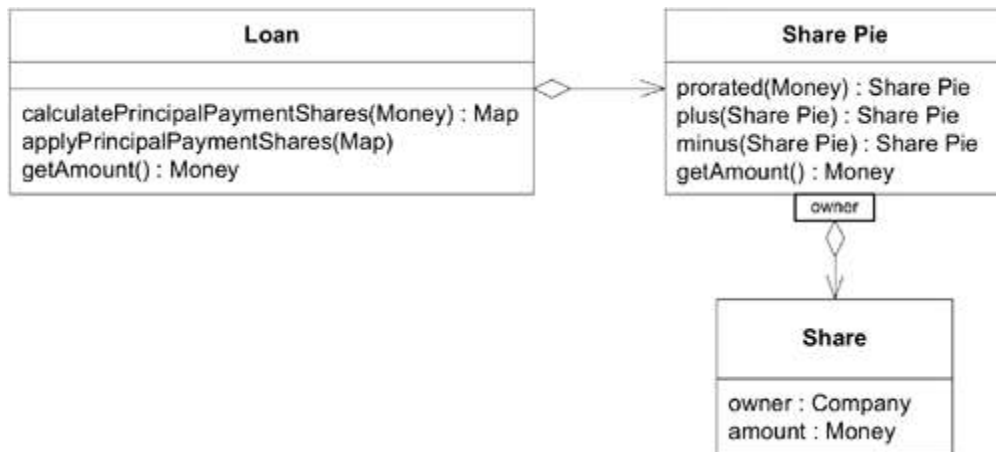 Loan
calculatePrincipalPaymentShares(Money) : Map
applyPrincipalPaymentShares(Map)
getAmount() : Money
Share Pie
prorated(Money) : Share Pie
plus(Share Pie) : Share Pie
minus(Share Pie) : Share Pie
getAmount() : Money
owner
Share
owner : Company
amount : Money